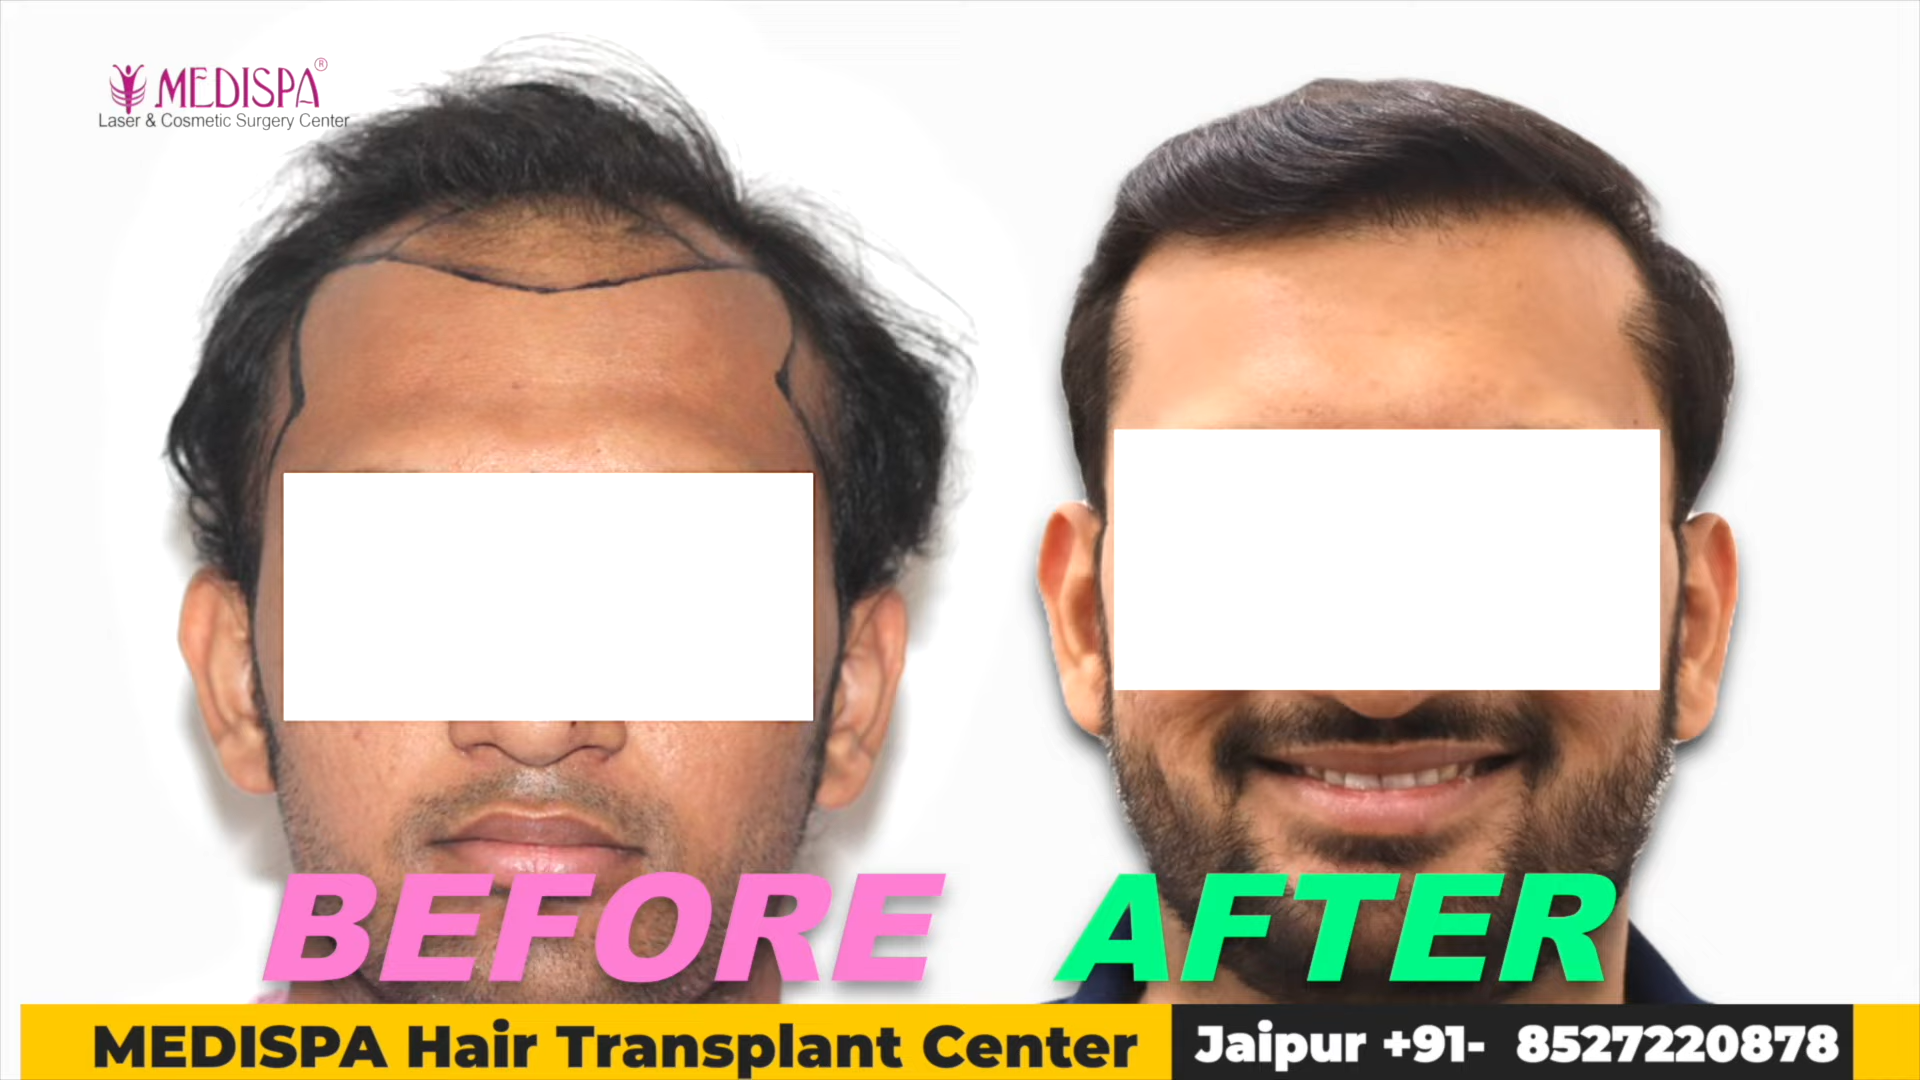 MEDISPA®
Laser & Cosmetic Surgery Center
BEFORE AFTER
MEDISPA Hair Transplant Center Jaipur +91- 8527220878